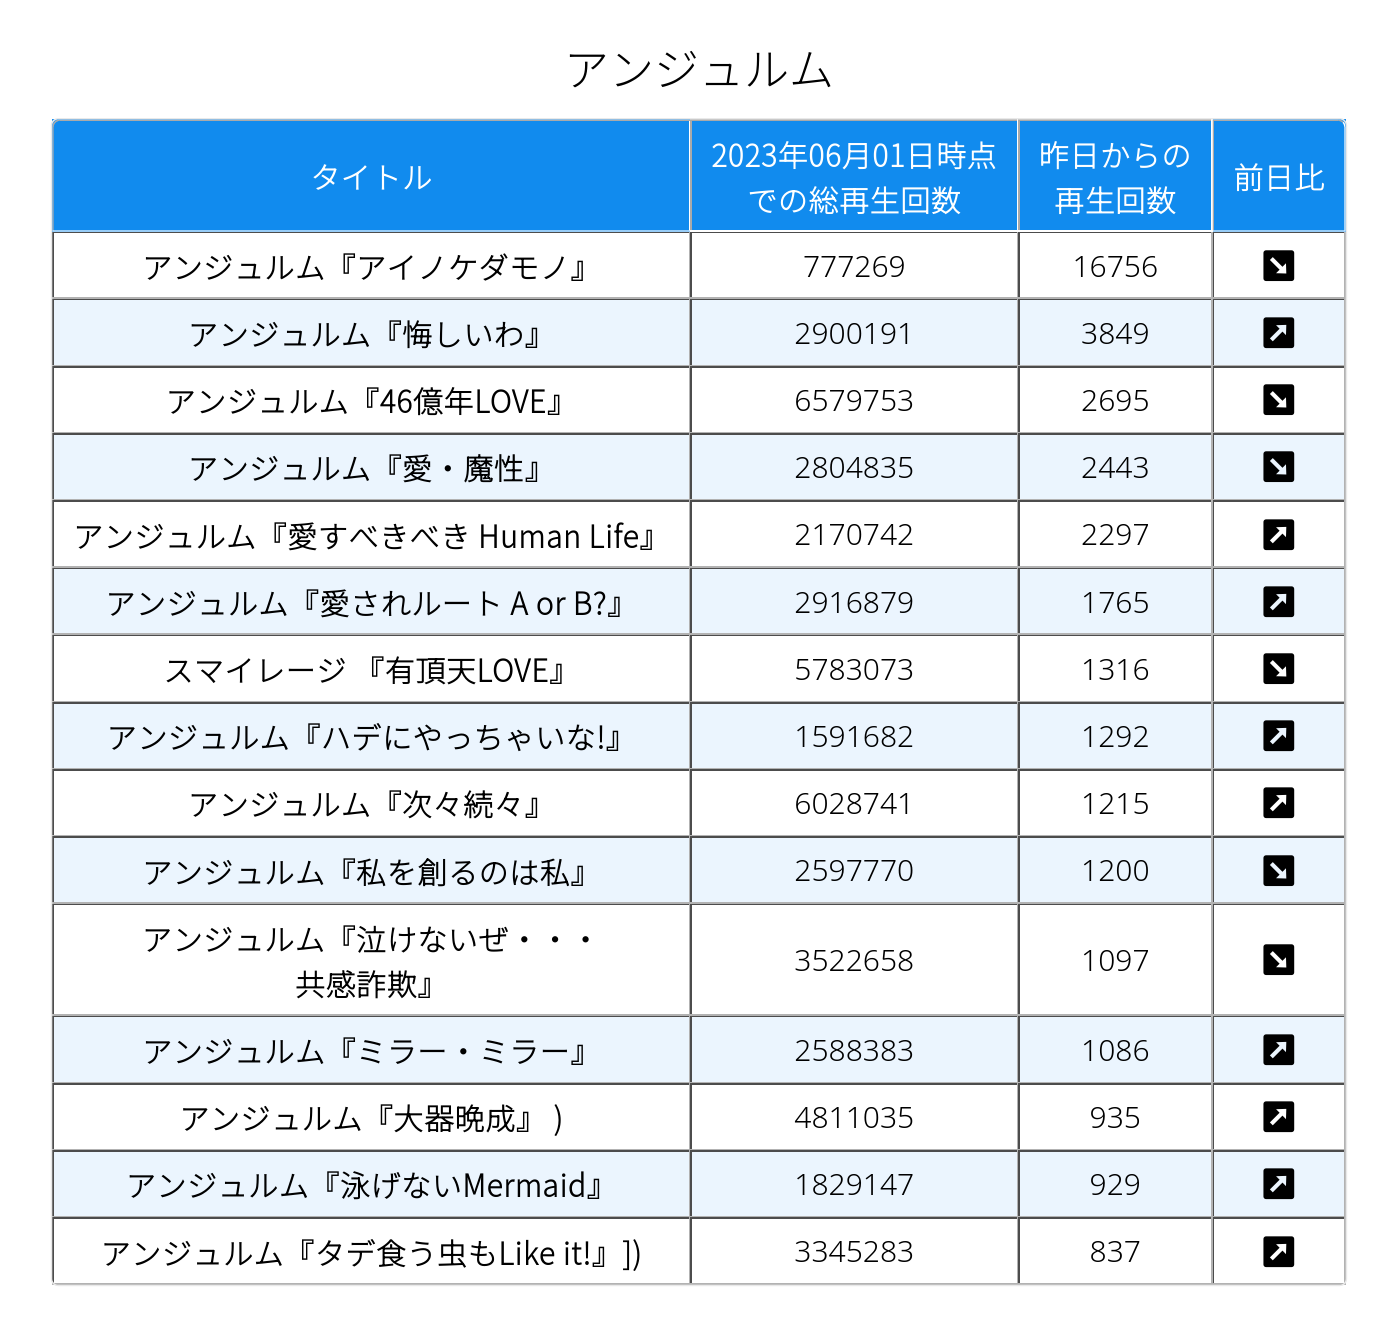 アンジュルム
タイトル
2023年06月01日時点
での総再生回数
昨日からの
再生回数
前日比
アンジュルム『アイノケダモノ』 777269 16756
アンジュルム『悔しいわ』 2900191 3849
アンジュルム『46億年LOVE』 6579753 2695
アンジュルム『愛・魔性』 2804835 2443
アンジュルム『愛すべきべき Human Life』 2170742 2297
アンジュルム『愛されルート A or B?』 2916879 1765
スマイレージ 『有頂天LOVE』 5783073 1316
アンジュルム『ハデにやっちゃいな!』 1591682 1292
アンジュルム『次々続々』 6028741 1215
アンジュルム『私を創るのは私』 2597770 1200
アンジュルム『泣けないぜ・・・
共感詐欺』 3522658 1097
アンジュルム『ミラー・ミラー』 2588383 1086
アンジュルム『大器晩成』 ) 4811035 935
アンジュルム『泳げないMermaid』 1829147 929
アンジュルム『タデ食う虫もLike it!』]) 3345283 837